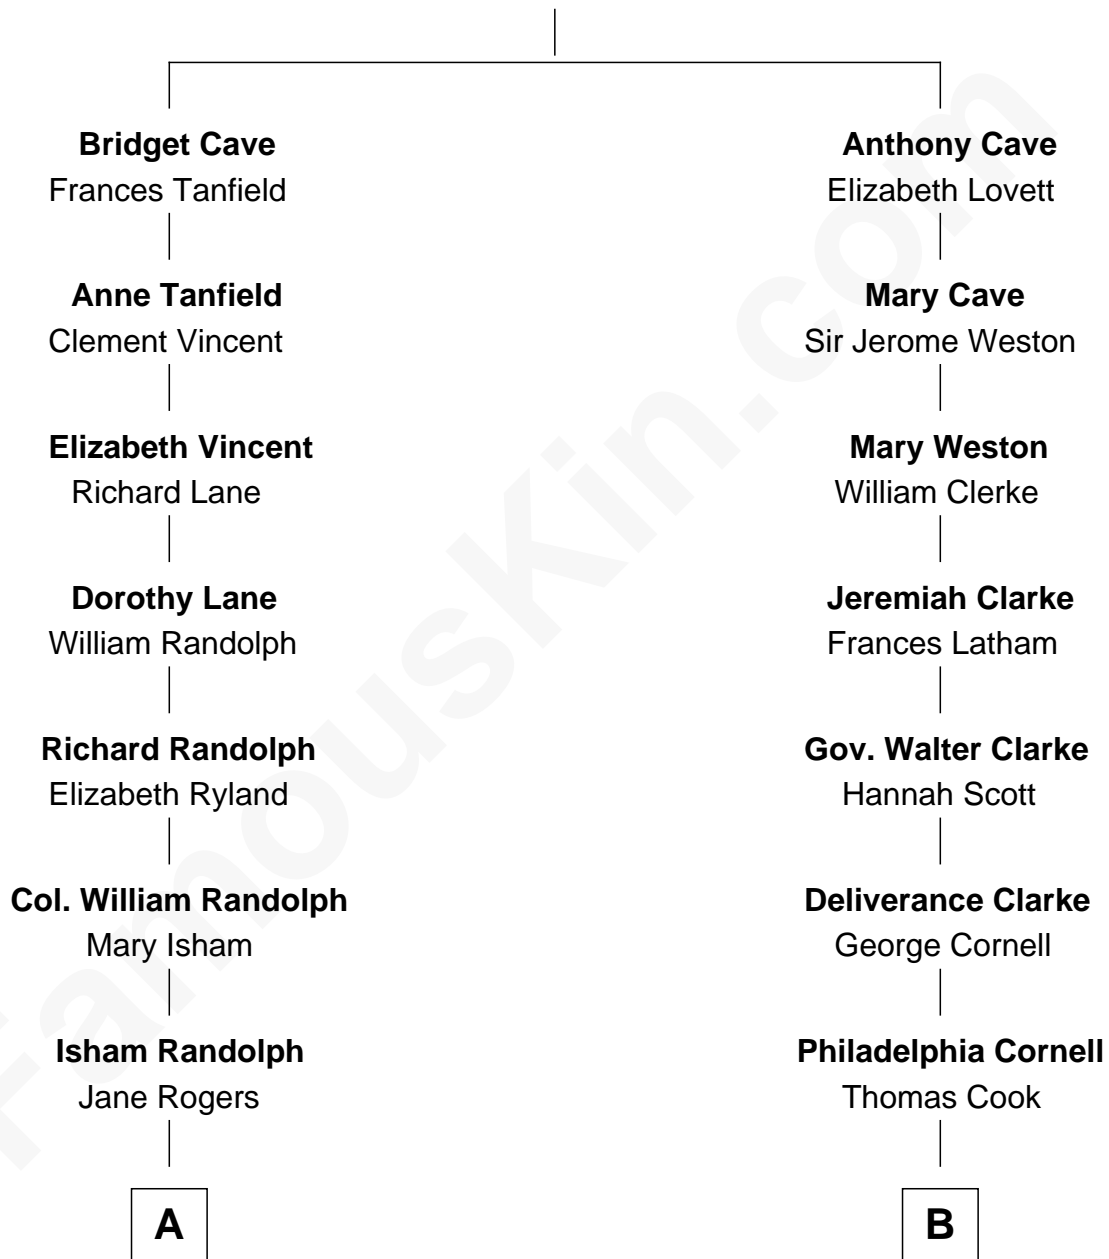 Bridget Cave
Frances Tanfield
Anne Tanfield
Clement Vincent
Elizabeth Vincent
Richard Lane
Dorothy Lane
William Randolph
Richard Randolph
Elizabeth Ryland
Col. William Randolph
Mary Isham
Isham Randolph
Jane Rogers
A
Anthony Cave
Elizabeth Lovett
Mary Cave
Sir Jerome Weston
Mary Weston
William Clerke
Jeremiah Clarke
Frances Latham
Gov. Walter Clarke
Hannah Scott
Deliverance Clarke
George Cornell
Philadelphia Cornell
Thomas Cook
B
FamousKin.com